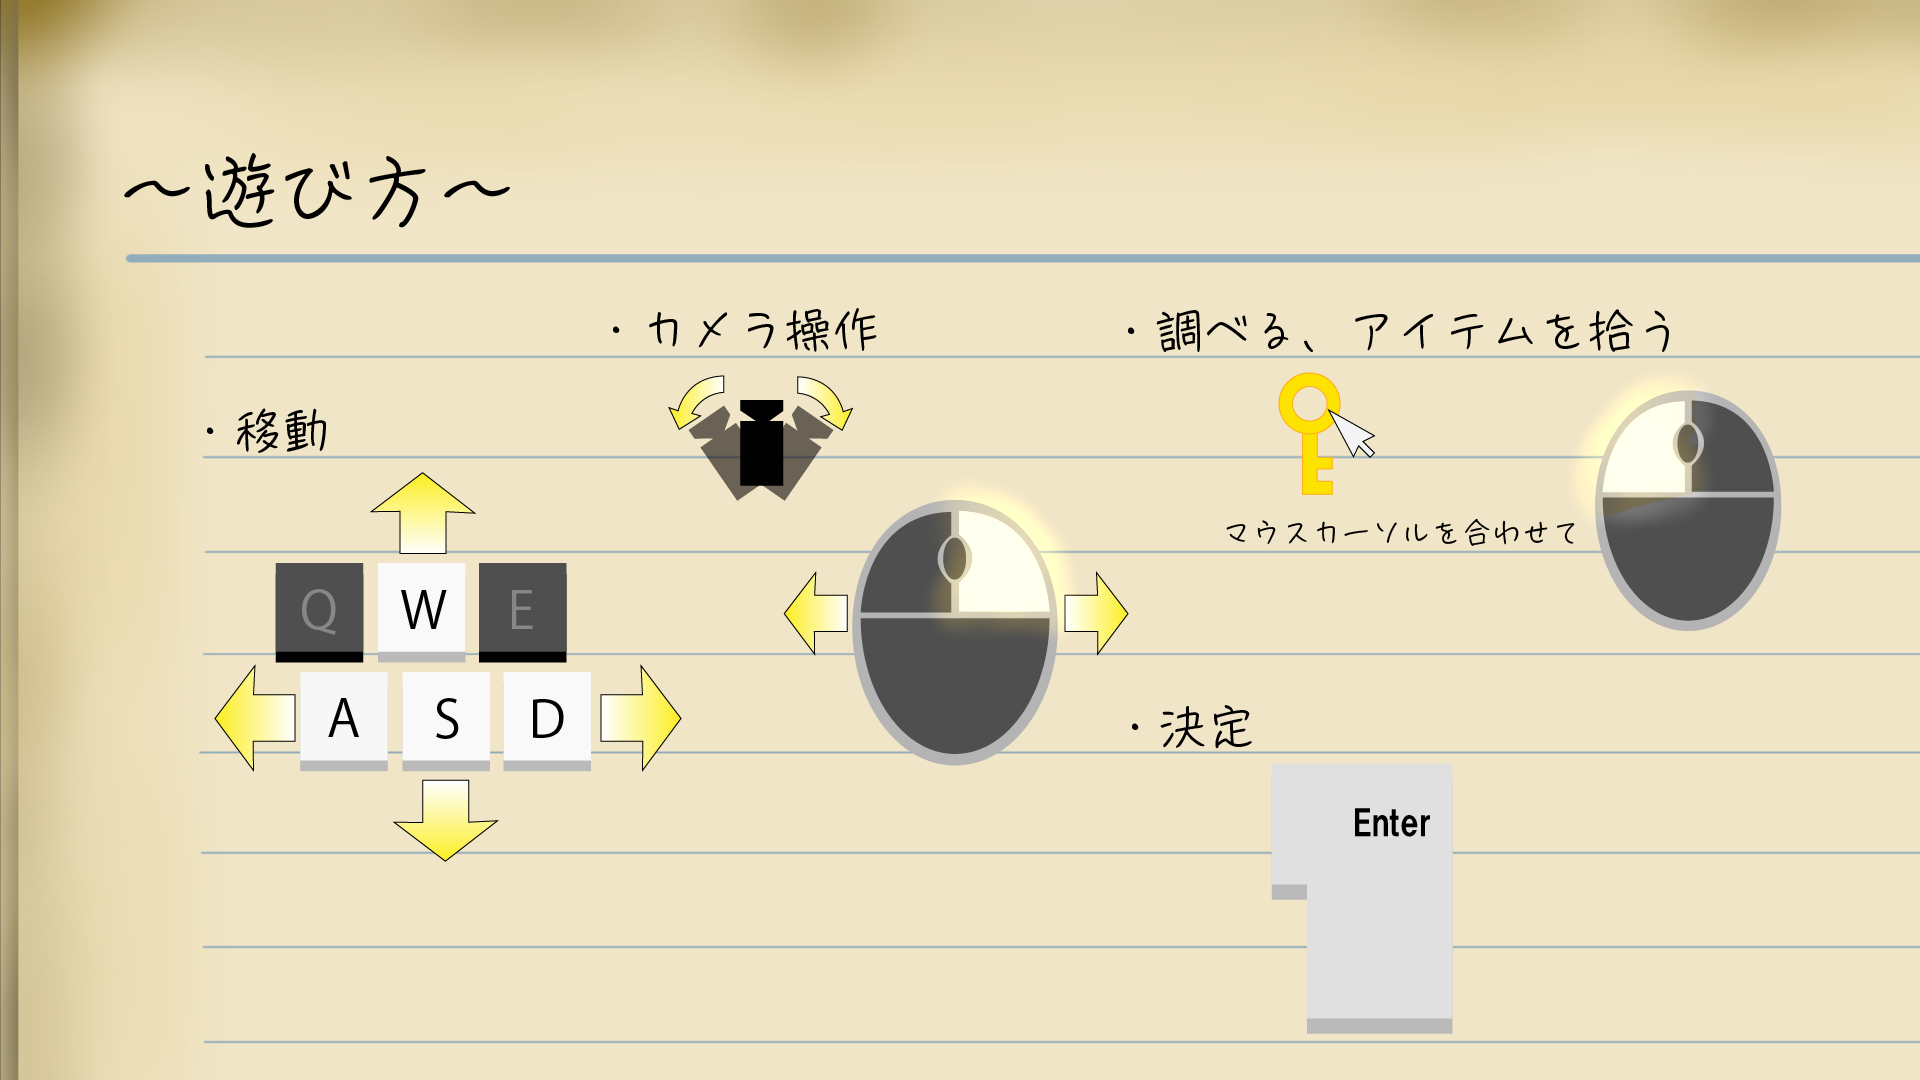 ～遊び方～
・移動
Q W E
A S D
・カメラ操作
・調べる、アイテムを拾う
マウスカーソルを合わせて
・決定
Enter